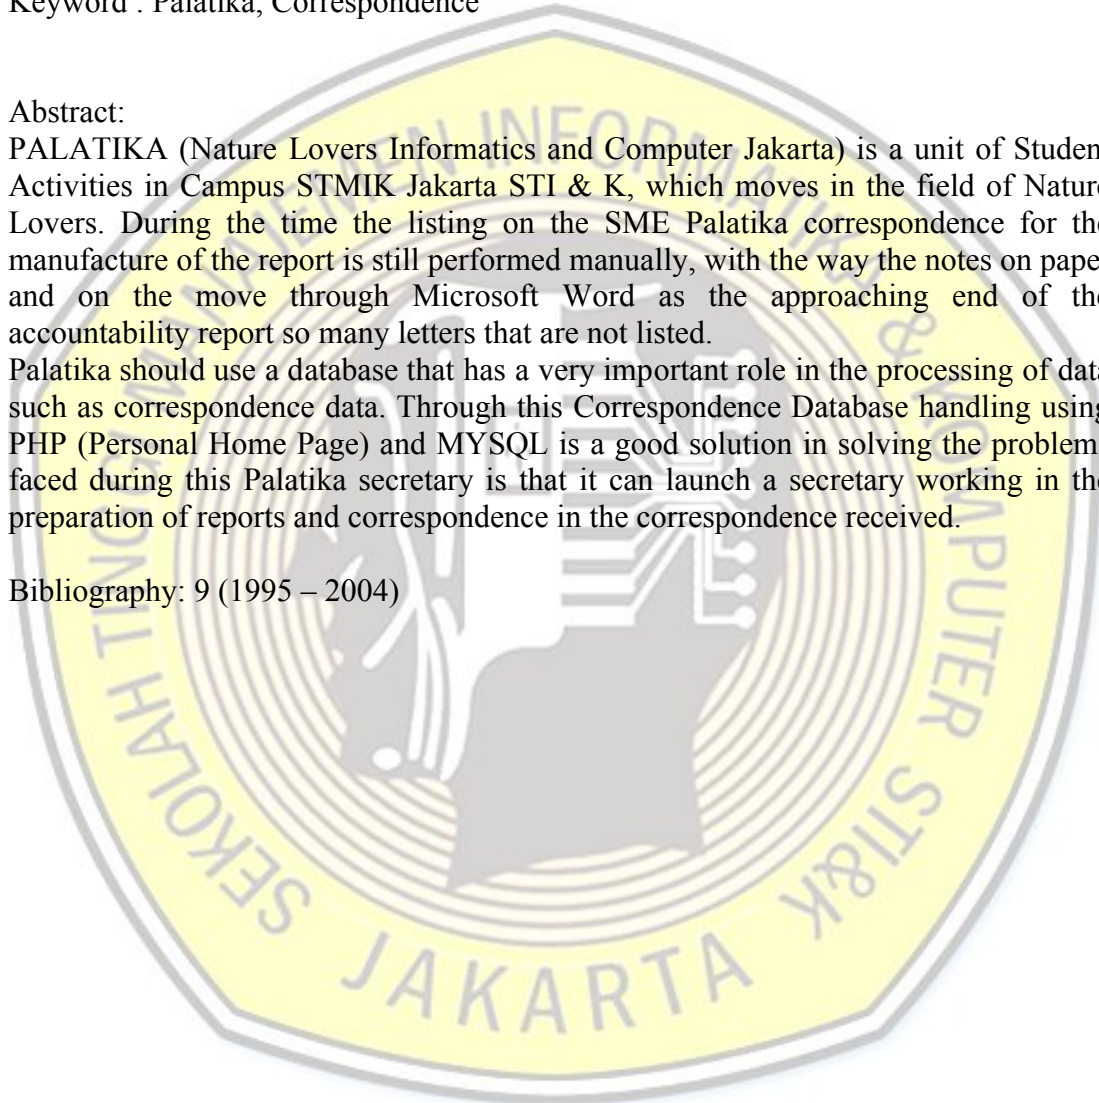 Keyword : Palatika, Correspondence
Abstract:
PALATIKA (Nature Lovers Informatics and Computer Jakarta) is a unit of Studen
Activities in Campus STMIK Jakarta STI & K, which moves in the field of Nature
Lovers. During the time the listing on the SME Palatika correspondence for the
manufacture of the report is still performed manually, with the way the notes on pape
and on the move through Microsoft Word as the approaching end of the
accountability report so many letters that are not listed.
Palatika should use a database that has a very important role in the processing of data
such as correspondence data. Through this Correspondence Database handling using
PHP (Personal Home Page) and MYSQL is a good solution in solving the problem
faced during this Palatika secretary is that it can launch a secretary working in the
preparation of reports and correspondence in the correspondence received.
Bibliography: 9 (1995 – 2004)
SEKOLAH TINGGI MANAJEMEN INFORMATIKA & KOMPUTER STI&K
JAKARTA